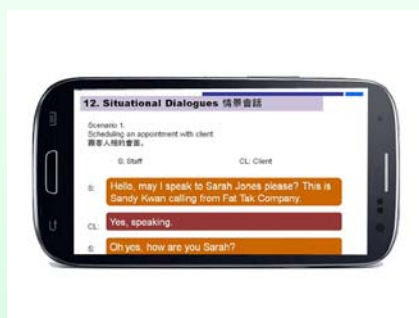 12. Situational Dialogues 情景會話
Scenario 1.
Scheduling an appointment with client
跟客人相約會面。
S: Staff CL: Client
S: Hello, may I speak to Sarah Jones please? This is
Sandy Kwan calling from Fat Tak Company.
CL: Yes, speaking.
S: Oh yes. how are you Sarah?